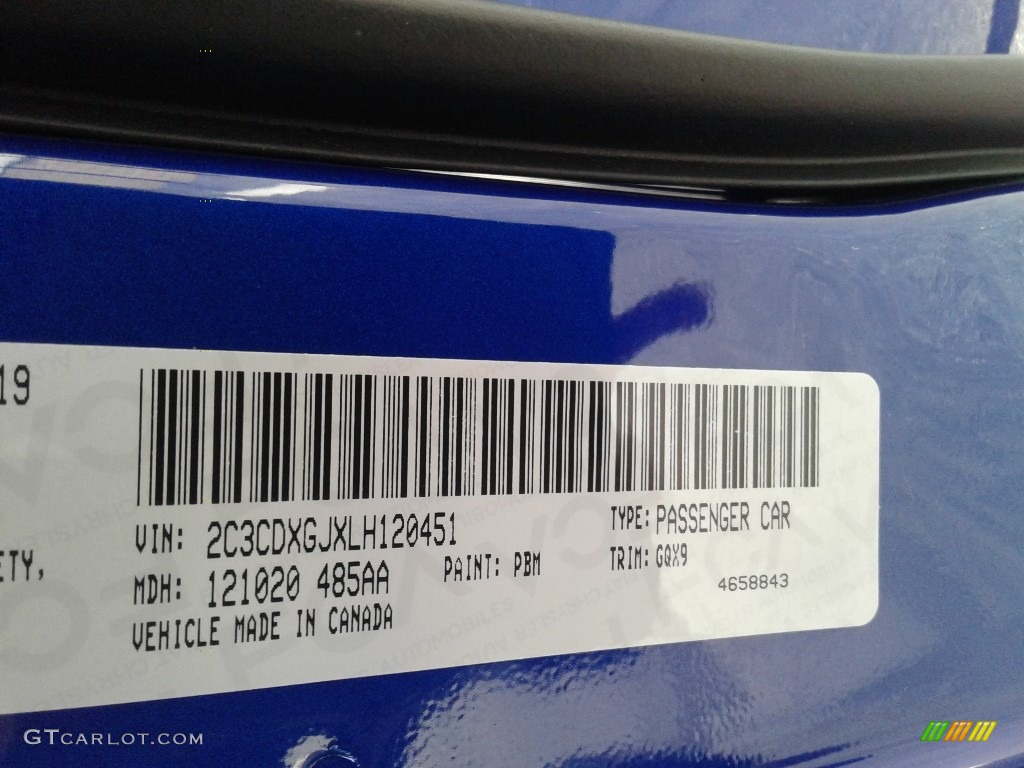 19
VIN: 2C3CDXGJXLH120451
TYPE: PASSENGER CAR
ETY,
MDH: 121020 485AA
PAINT: PBM
TRIM: GQX9
4658843
VEHICLE MADE IN CANADA
GTCARLOT.COM